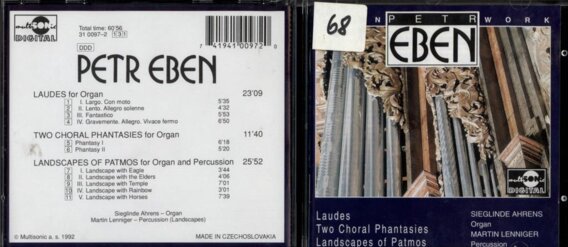 multisonic
DIGITAL
Total time: 60'56
31 0097-2
DDD
7 41941 00972 0
PETR EBEN
LAUDES for Organ 23'09
1 I. Largo. Con moto 5'35
2 II. Lento. Allegro solenne 4'32
3 III. Fantastico 5'53
4 IV. Gravemente. Allegro. Vivace fermo 6'50
TWO CHORAL PHANTASIES for Organ 11'40
5 Phantasy I 6'18
6 Phantasy II 5'20
LANDSCAPES OF PATMOS for Organ and Percussion 25'52
7 I. Landscape with Eagle 3'44
8 II. Landscape with the Elders 4'06
9 III. Landscape with Temple 7'01
10 IV. Landscape with Rainbow 3'01
11 V. Landscape with Horses 7'39
Sieglinde Ahrens – Organ
Martin Lenniger – Percussion (Landscapes)
© Multisonic a. s. 1992 MADE IN CZECHOSLOVAKIA
68
N WORK
PETR
EBEN
multisonic
DIGITAL
Laudes
Two Choral Phantasies
Landscapes of Patmos
SIEGLINDE AHRENS
Organ
MARTIN LENNIGER
Percussion